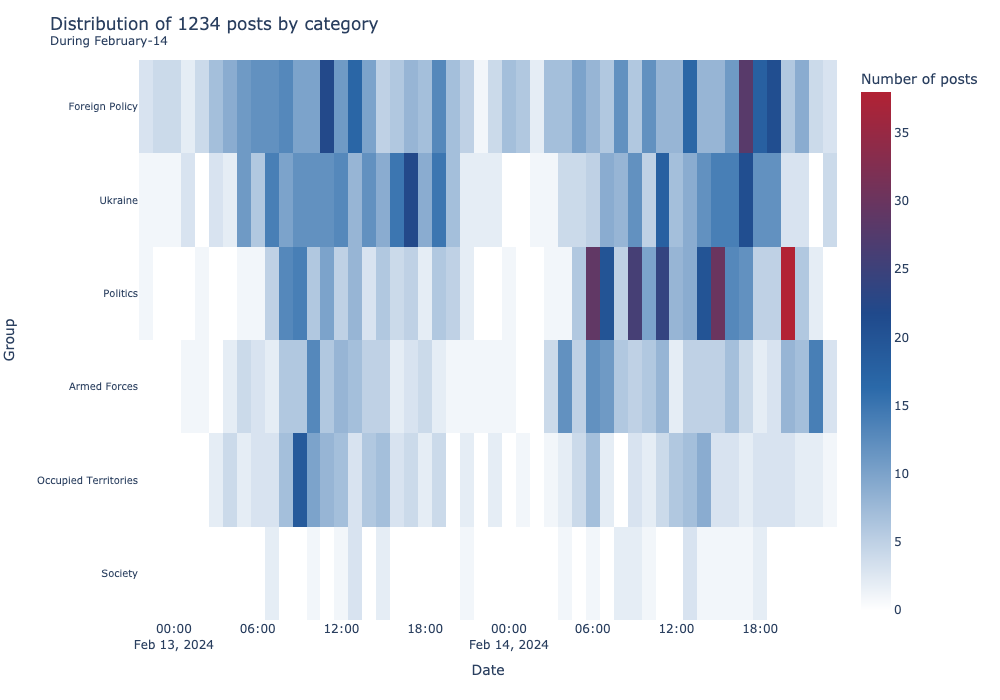 Distribution of 1234 posts by category
During February-14
Number of posts
35
30
25
20
15
10
5
0
Group
Foreign Policy
Ukraine
Politics
Armed Forces
Occupied Territories
Society
00:00 06:00 12:00 18:00 00:00 06:00 12:00 18:00
Feb 13, 2024 Feb 14, 2024
Date